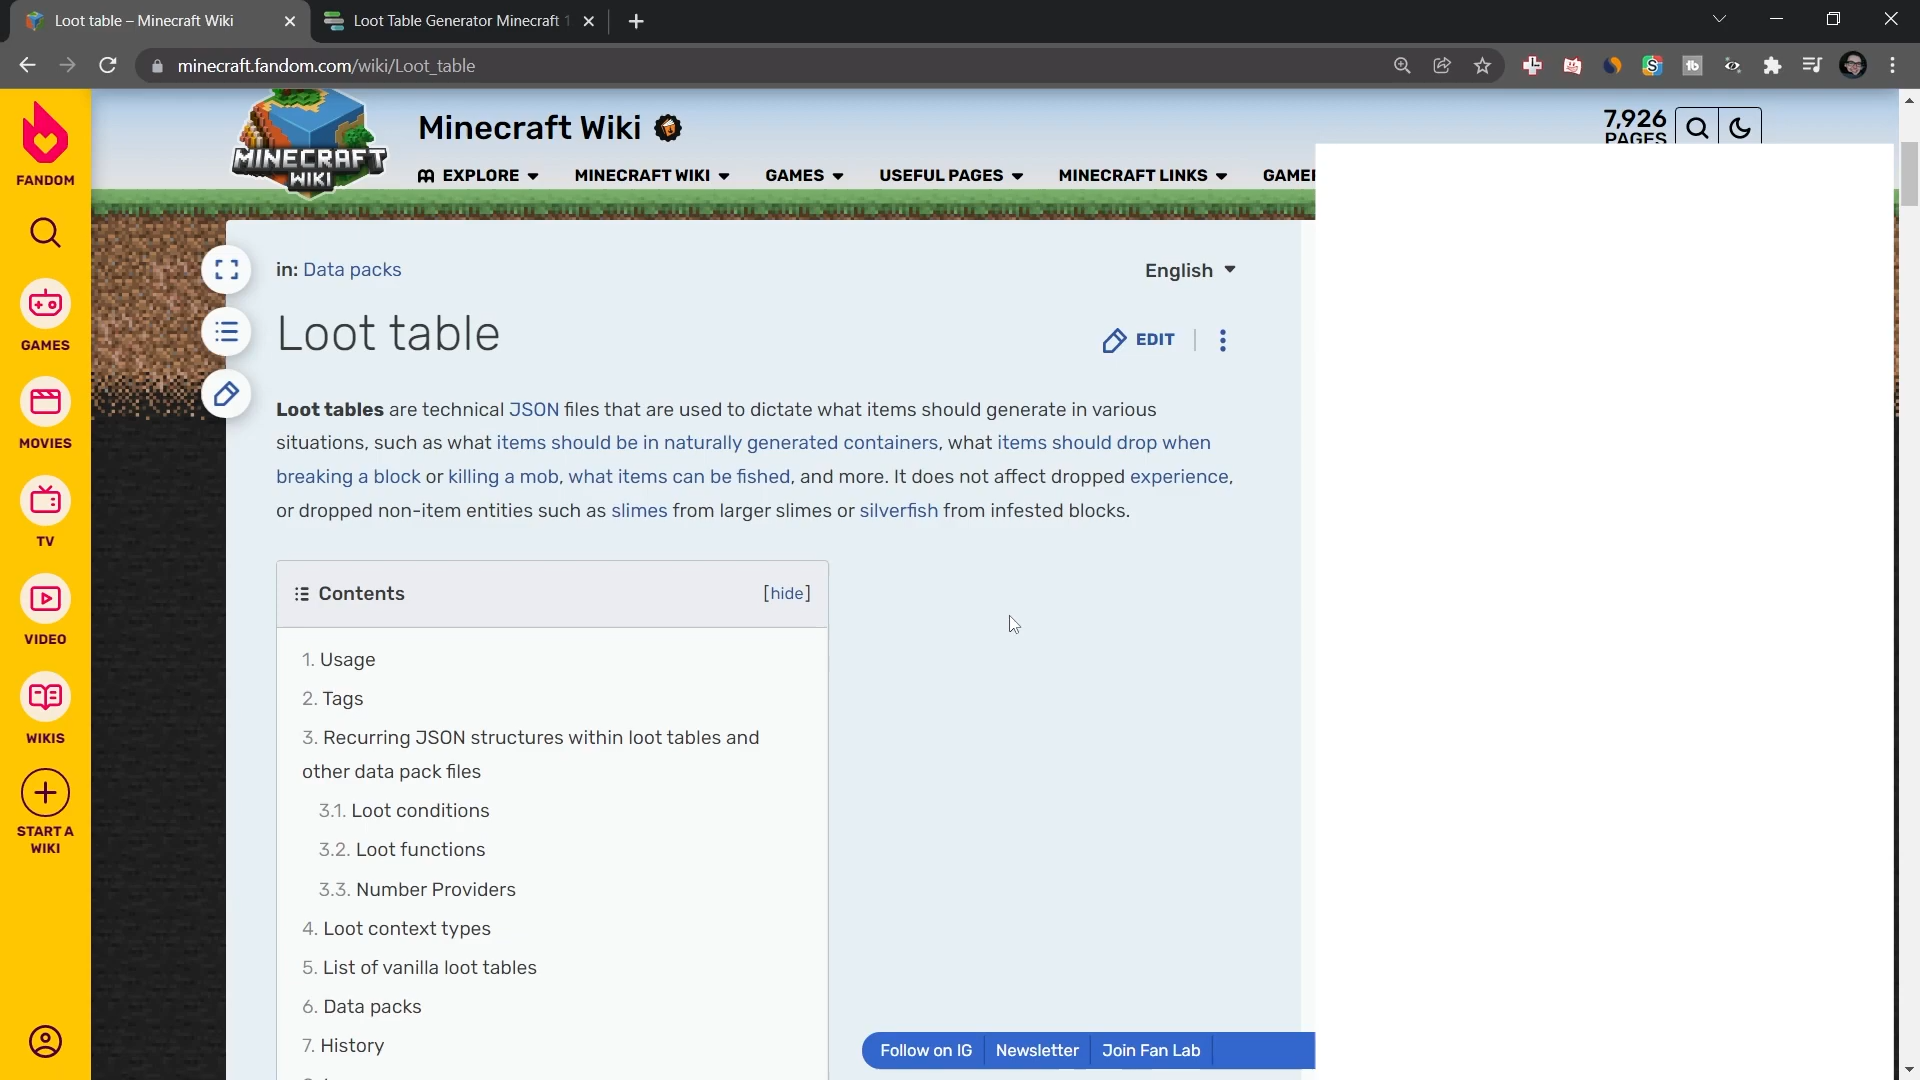 Loot table – Minecraft Wiki
Loot Table Generator Minecraft 1
minecraft.fandom.com/wiki/Loot_table
FANDOM
GAMES
MOVIES
TV
VIDEO
WIKIS
START A
WIKI
MINECRAFT
WIKI
Minecraft Wiki
7,926
PAGES
EXPLORE
MINECRAFT WIKI
GAMES
USEFUL PAGES
MINECRAFT LINKS
in: Data packs
English
Loot table
EDIT
Loot tables are technical JSON files that are used to dictate what items should generate in various
situations, such as what items should be in naturally generated containers, what items should drop when
breaking a block or killing a mob, what items can be fished, and more. It does not affect dropped experience,
or dropped non-item entities such as slimes from larger slimes or silverfish from infested blocks.
Contents
[hide]
1. Usage
2. Tags
3. Recurring JSON structures within loot tables and
other data pack files
3.1. Loot conditions
3.2. Loot functions
3.3. Number Providers
4. Loot context types
5. List of vanilla loot tables
6. Data packs
7. History
Follow on IG
Newsletter
Join Fan Lab